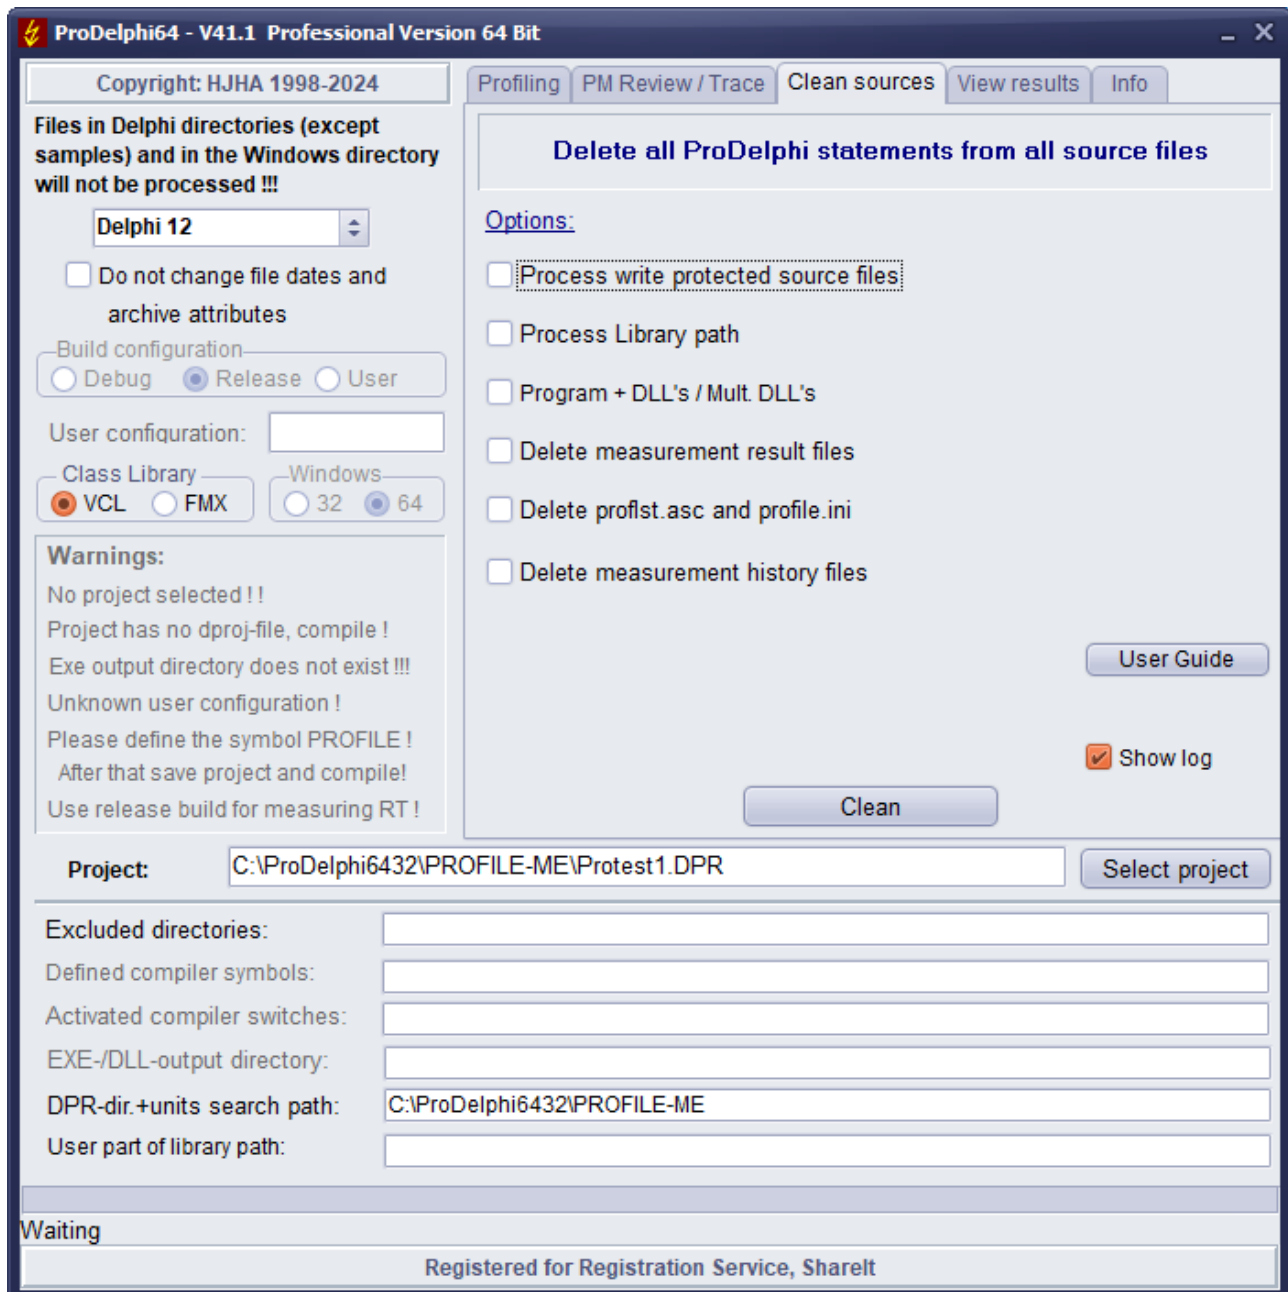 ProDelphi64 - V41.1 Professional Version 64 Bit
Copyright: HJHA 1998-2024
Files in Delphi directories (except
samples) and in the Windows directory
will not be processed !!!
Delphi 12
Do not change file dates and
archive attributes
Build configuration
Debug Release User
User configuration:
Class Library
VCL FMX
Windows
32 64
Warnings:
No project selected ! !
Project has no dproj-file, compile !
Exe output directory does not exist !!!
Unknown user configuration !
Please define the symbol PROFILE !
After that save project and compile!
Use release build for measuring RT !
Profiling PM Review / Trace Clean sources View results Info
Delete all ProDelphi statements from all source files
Options:
Process write protected source files
Process Library path
Program + DLL's / Mult. DLL's
Delete measurement result files
Delete proflst.asc and profile.ini
Delete measurement history files
User Guide
Show log
Clean
Project: C:\ProDelphi6432\PROFILE-ME\Protest1.DPR Select project
Excluded directories:
Defined compiler symbols:
Activated compiler switches:
EXE-/DLL-output directory:
DPR-dir.+units search path: C:\ProDelphi6432\PROFILE-ME
User part of library path:
Waiting
Registered for Registration Service, ShareIt